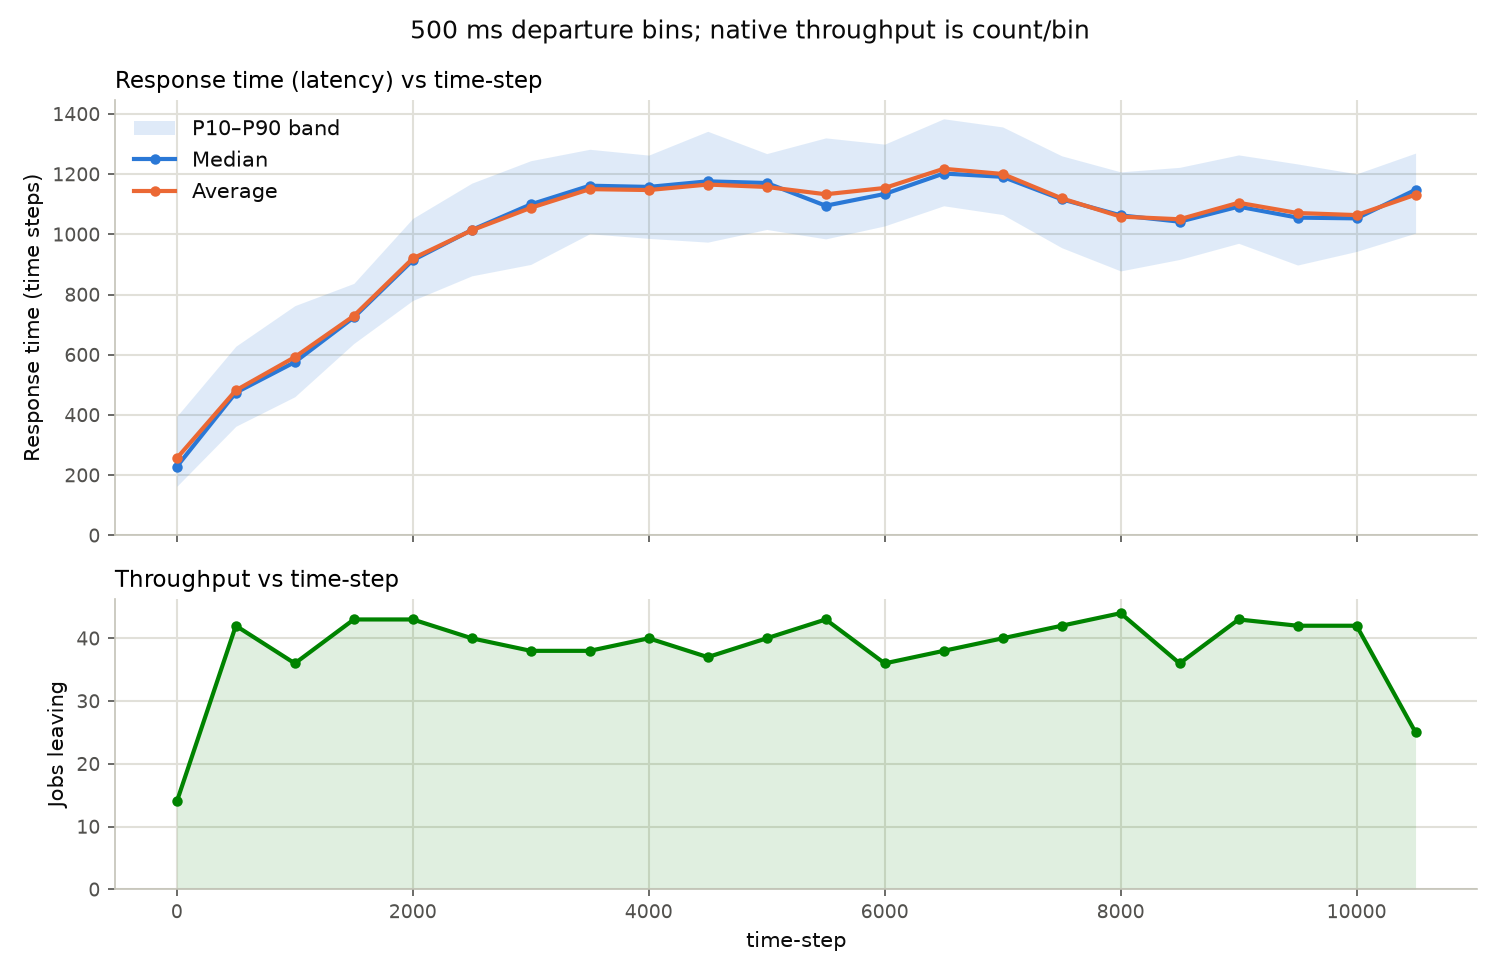 500 ms departure bins; native throughput is count/bin
Response time (latency) vs time-step
1400
1200
1000
800
600
400
200
0
Response time (time steps)
P10–P90 band
Median
Average
Throughput vs time-step
40
30
20
10
0
Jobs leaving
0 2000 4000 6000 8000 10000
time-step